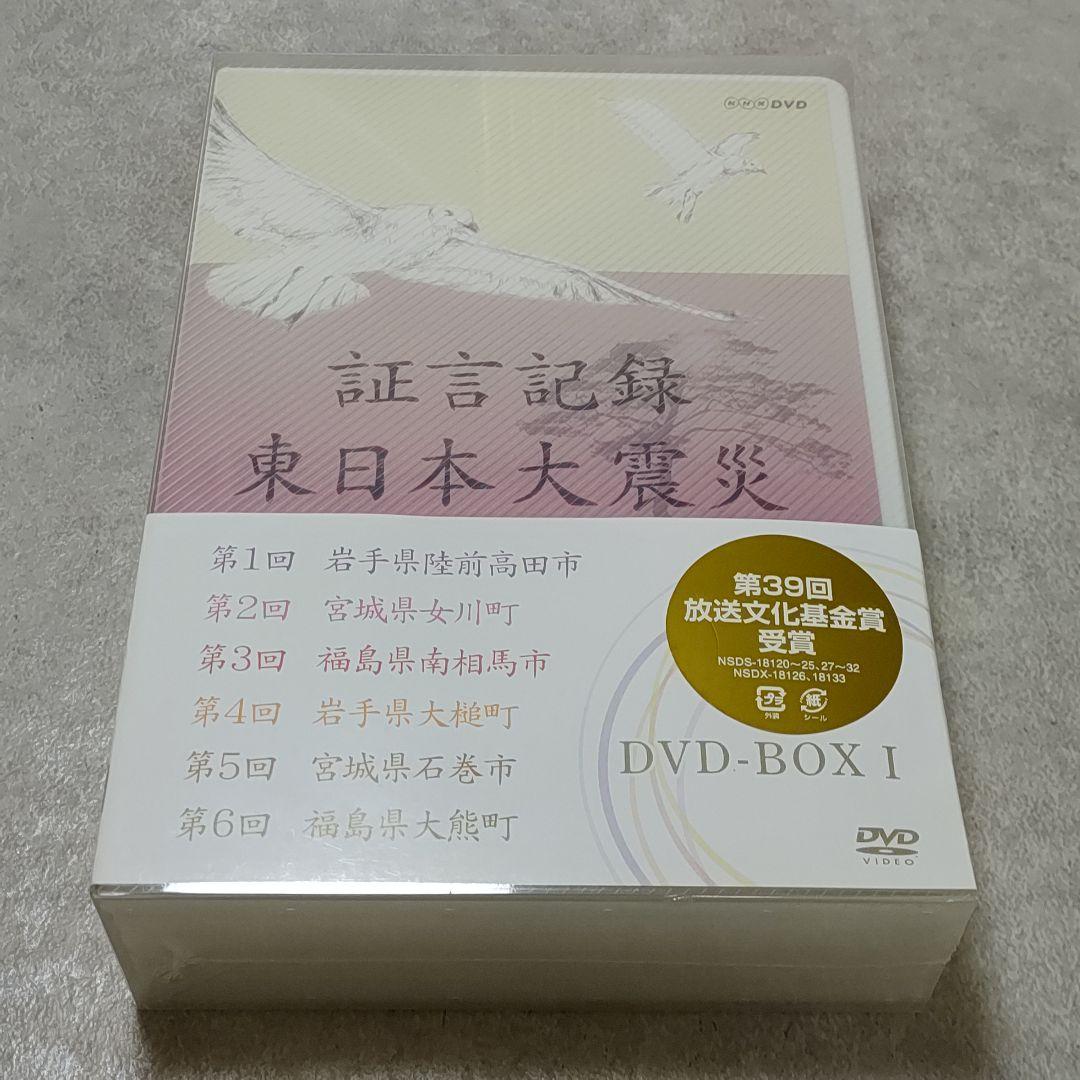 NHK DVD
証言記録
東日本大震災
第1回 岩手県陸前高田市
第2回 宮城県女川町
第3回 福島県南相馬市
第4回 岩手県大槌町
第5回 宮城県石巻市
第6回 福島県大熊町
第39回
放送文化基金賞
受賞
NSDS-18120～25、27～32
NSDX-18126、18133
プラ 紙
外装 シール
DVD-BOX I
DVD
VIDEO